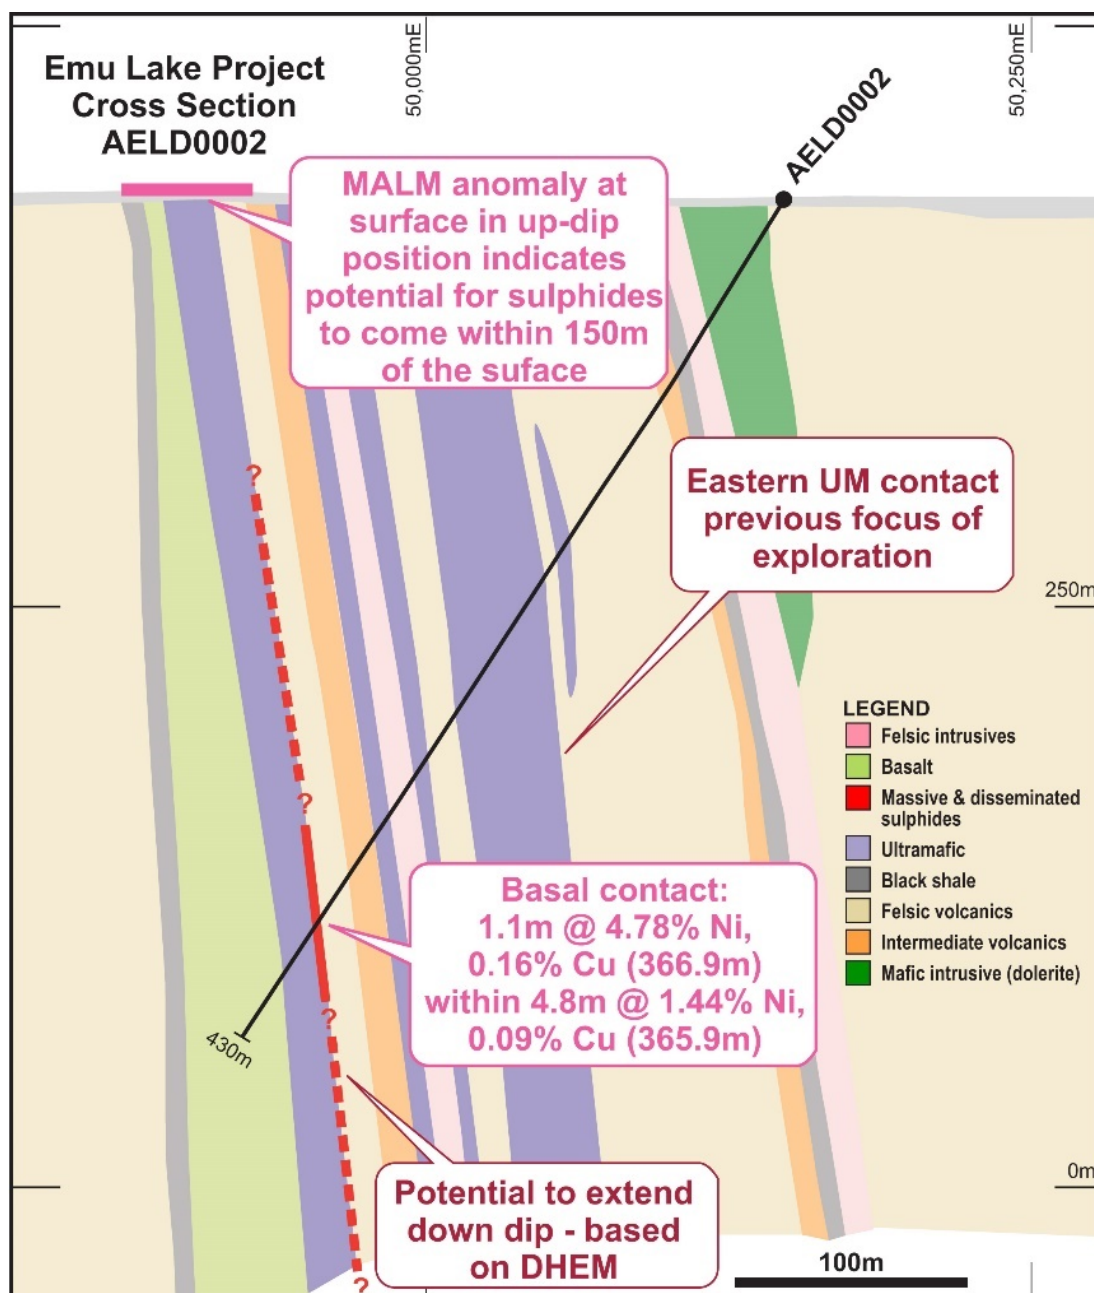 Emu Lake Project
Cross Section
AELD0002
50,000mE
AELD0002
50,250mE
MALM anomaly at
surface in up-dip
position indicates
potential for sulphides
to come within 150m
of the suface
?
Eastern UM contact
previous focus of
exploration
250m
LEGEND
Felsic intrusives
Basalt
Massive & disseminated
sulphides
Ultramafic
Black shale
Felsic volcanics
Intermediate volcanics
Mafic intrusive (dolerite)
?
Basal contact:
1.1m @ 4.78% Ni,
0.16% Cu (366.9m)
within 4.8m @ 1.44% Ni,
0.09% Cu (365.9m)
?
430m
Potential to extend
down dip - based
on DHEM
0m
?
100m